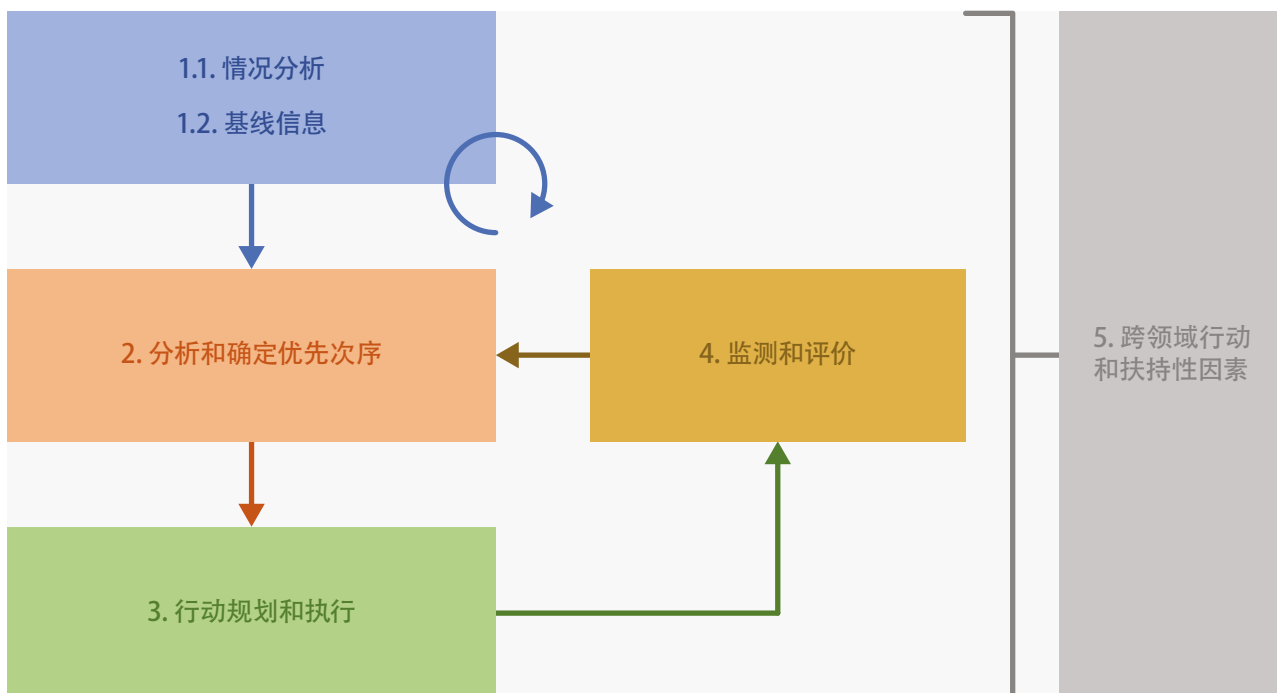 1.1. 情况分析
1.2. 基线信息
2. 分析和确定优先次序
4. 监测和评价
5. 跨领域行动
和扶持性因素
3. 行动规划和执行